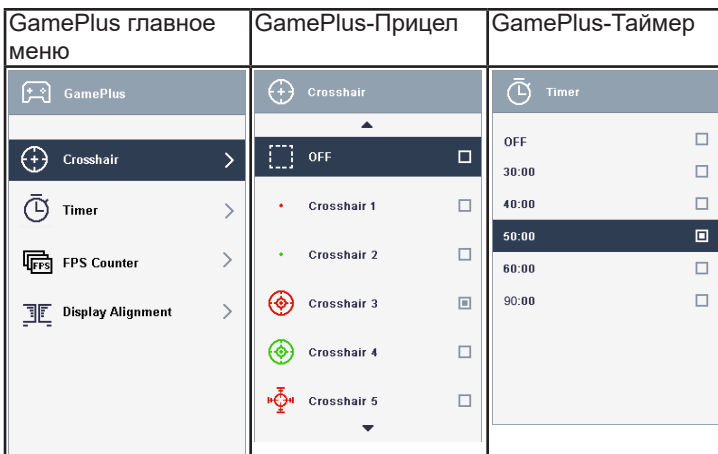 GamePlus главное
меню
GamePlus-Прицел
GamePlus-Таймер
GamePlus
Crosshair
Timer
FPS
FPS Counter
Display Alignment
Crosshair
OFF
Crosshair 1
Crosshair 2
Crosshair 3
Crosshair 4
Crosshair 5
Timer
OFF
30:00
40:00
50:00
60:00
90:00